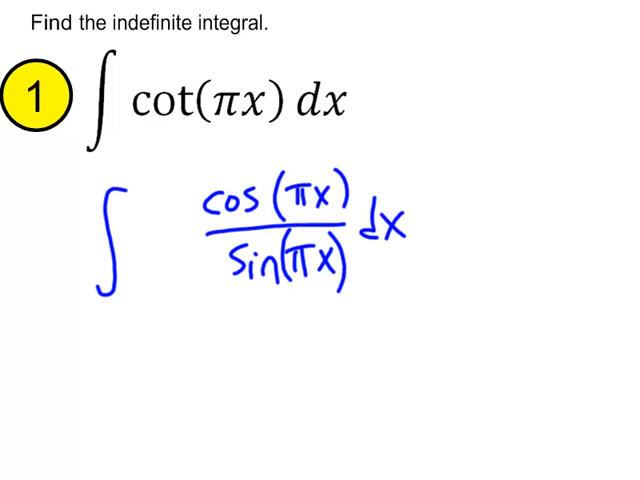 Find the indefinite integral.
1 ∫ cot(πx) dx
∫ cos(πx)/sin(πx) dx